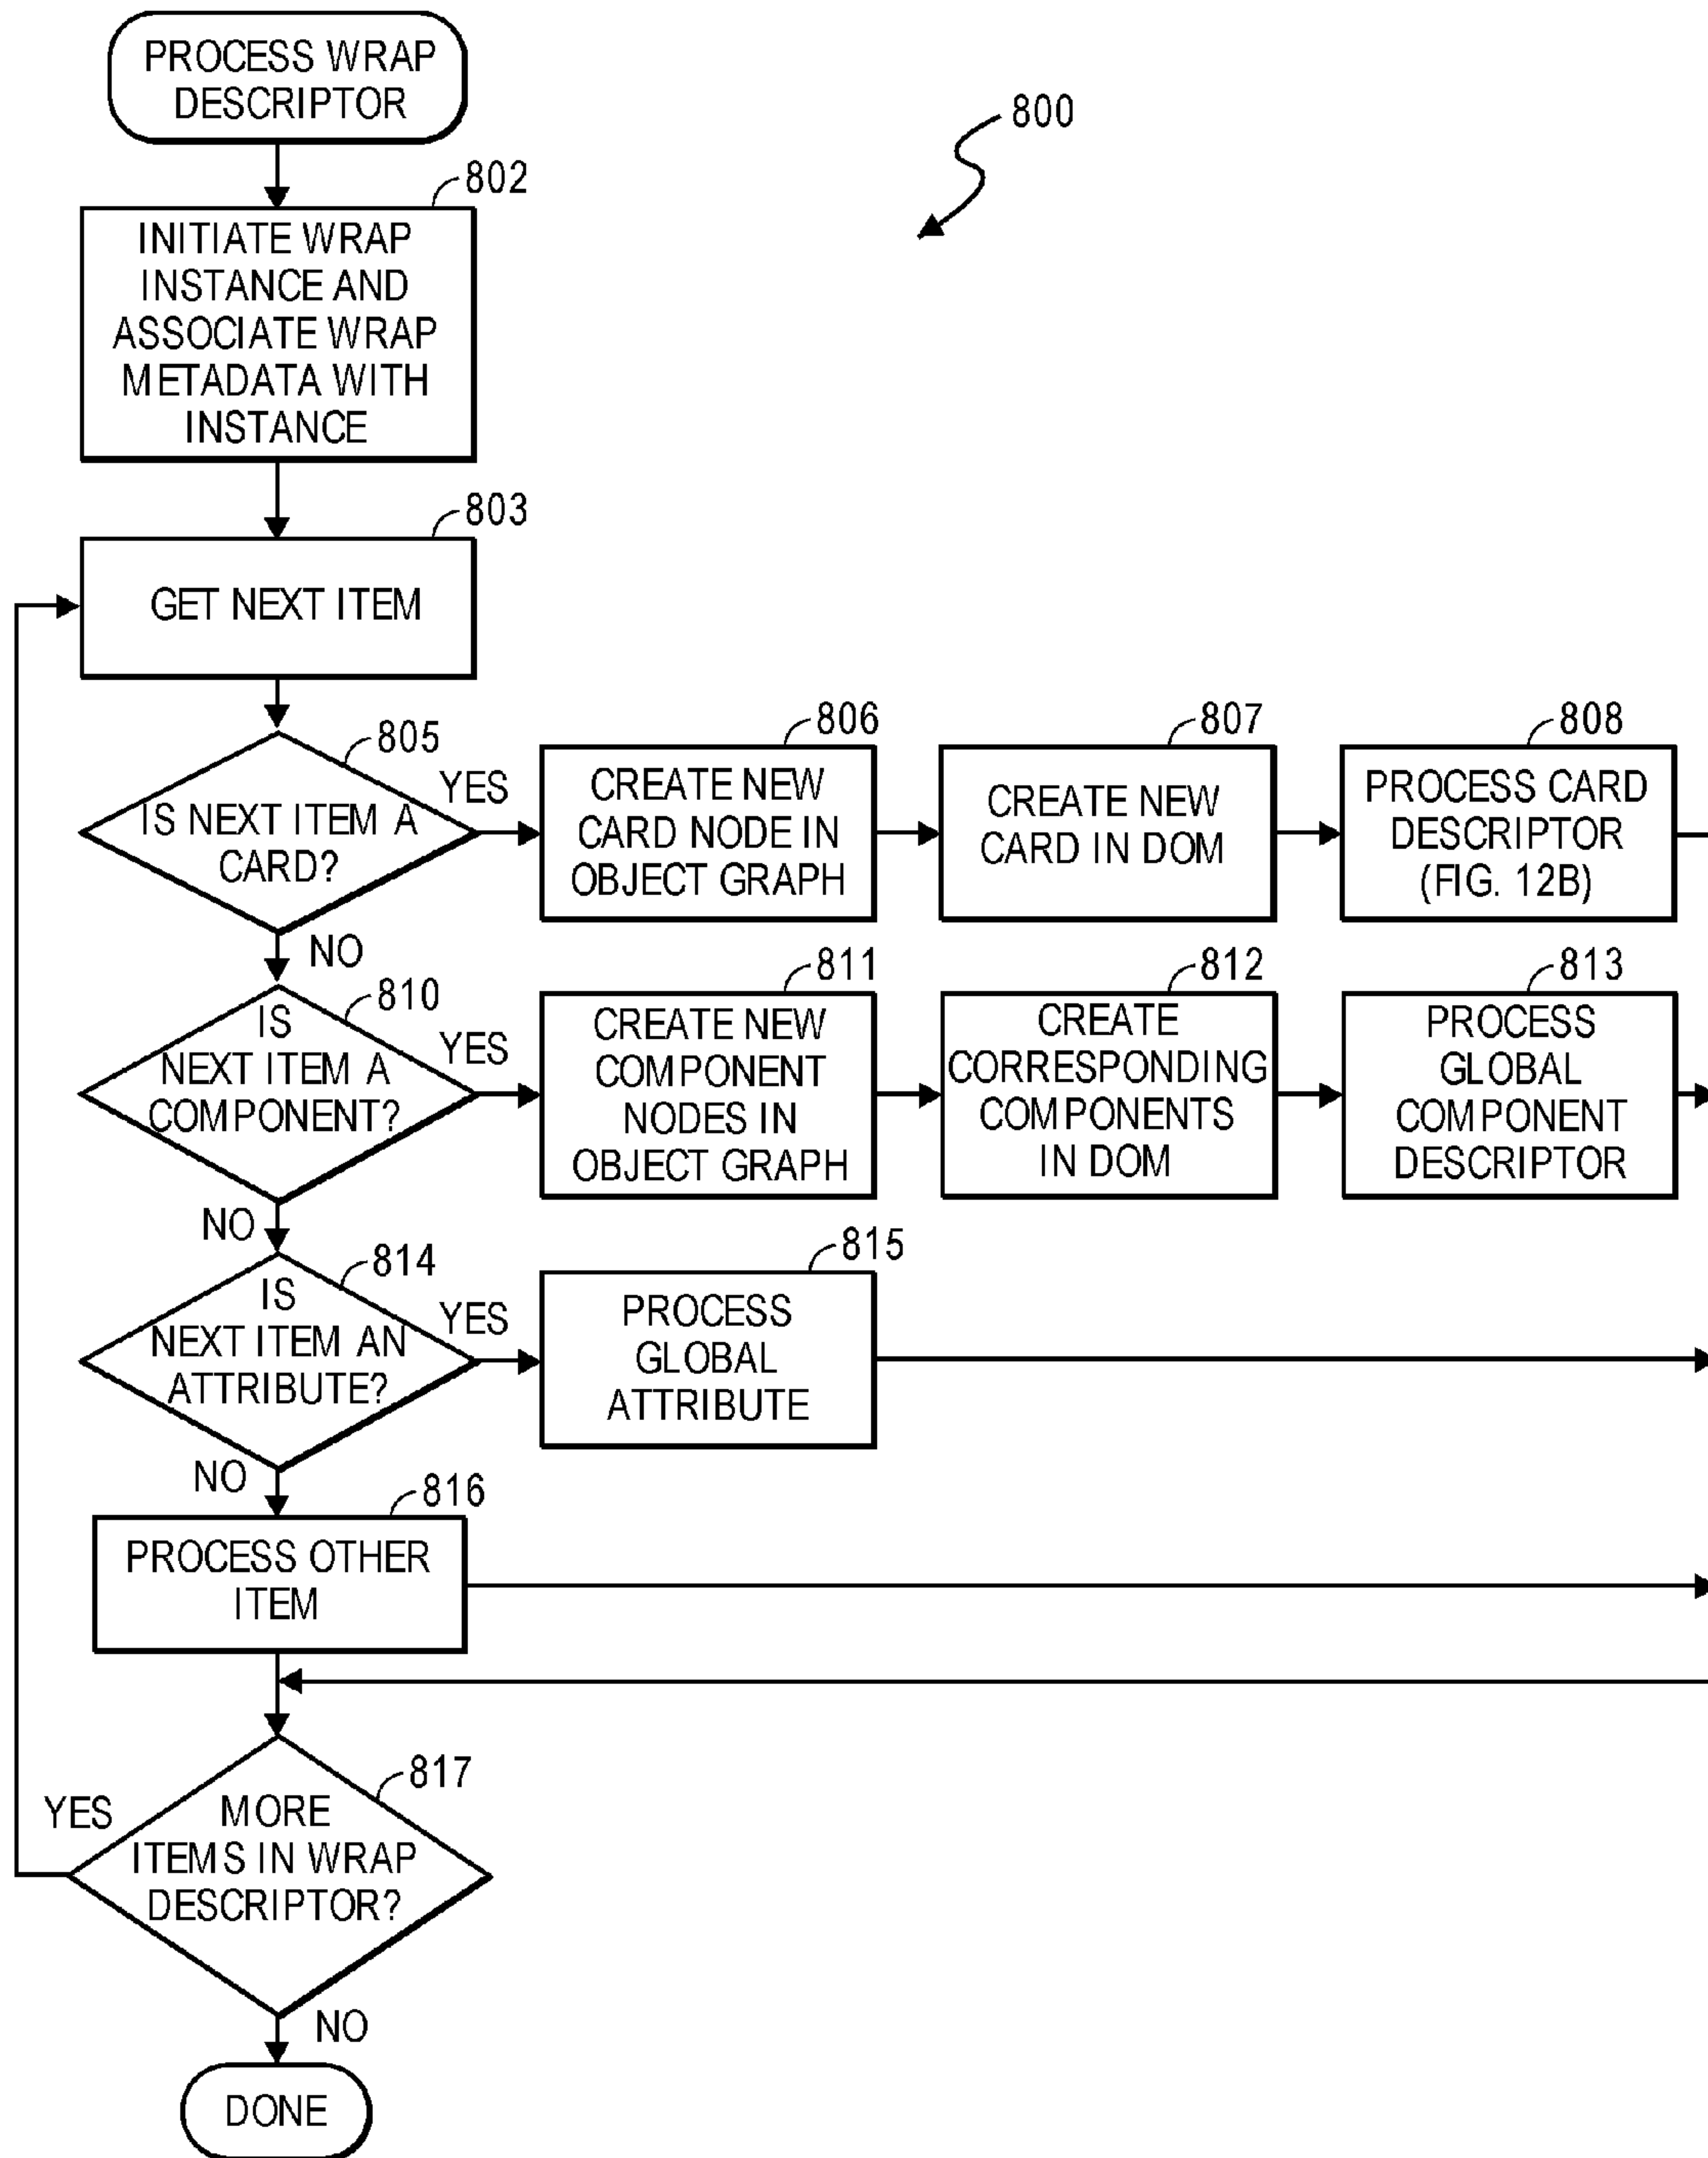 PROCESS WRAP
DESCRIPTOR
800
802
INITIATE WRAP
INSTANCE AND
ASSOCIATE WRAP
METADATA WITH
INSTANCE
803
GET NEXT ITEM
805
IS NEXT ITEM A
CARD?
YES
NO
806
CREATE NEW
CARD NODE IN
OBJECT GRAPH
807
CREATE NEW
CARD IN DOM
808
PROCESS CARD
DESCRIPTOR
(FIG. 12B)
810
IS
NEXT ITEM A
COMPONENT?
YES
NO
811
CREATE NEW
COMPONENT
NODES IN
OBJECT GRAPH
812
CREATE
CORRESPONDING
COMPONENTS
IN DOM
813
PROCESS
GLOBAL
COMPONENT
DESCRIPTOR
814
IS
NEXT ITEM AN
ATTRIBUTE?
YES
NO
815
PROCESS
GLOBAL
ATTRIBUTE
816
PROCESS OTHER
ITEM
817
MORE
ITEMS IN WRAP
DESCRIPTOR?
YES
NO
DONE